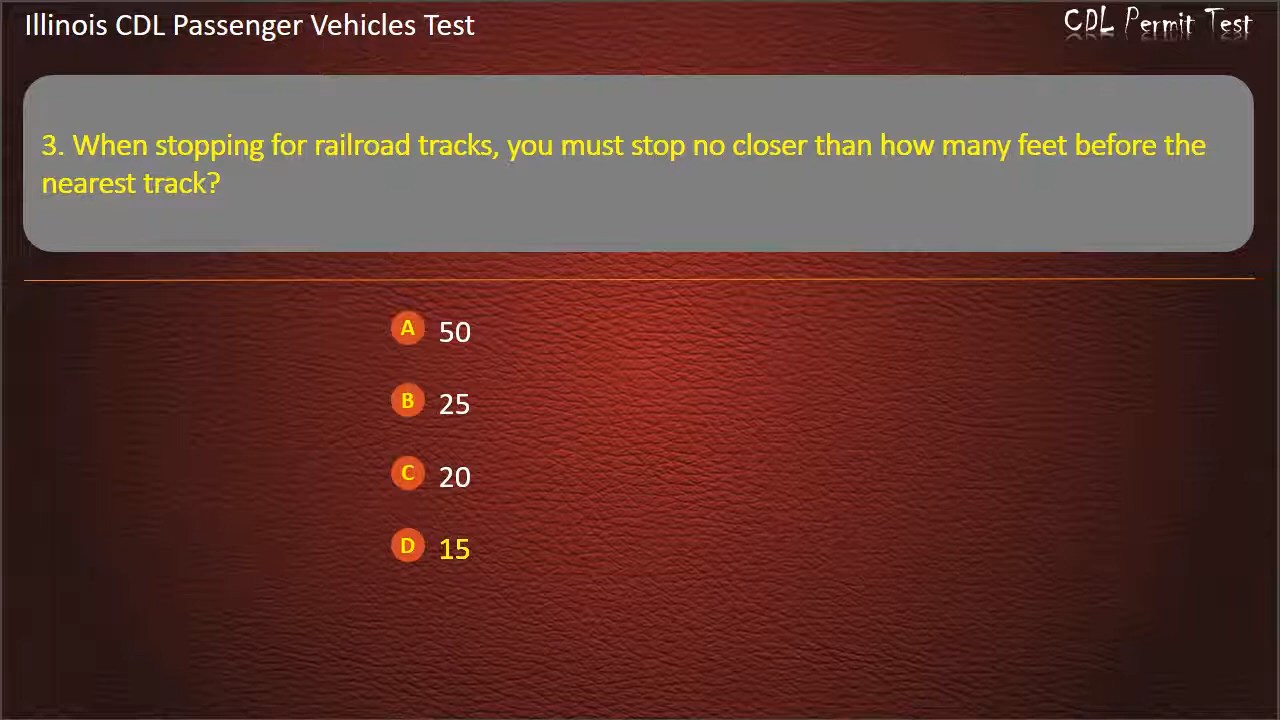 Illinois CDL Passenger Vehicles Test
CDL Permit Test
3. When stopping for railroad tracks, you must stop no closer than how many feet before the
nearest track?
A 50
B 25
C 20
D 15